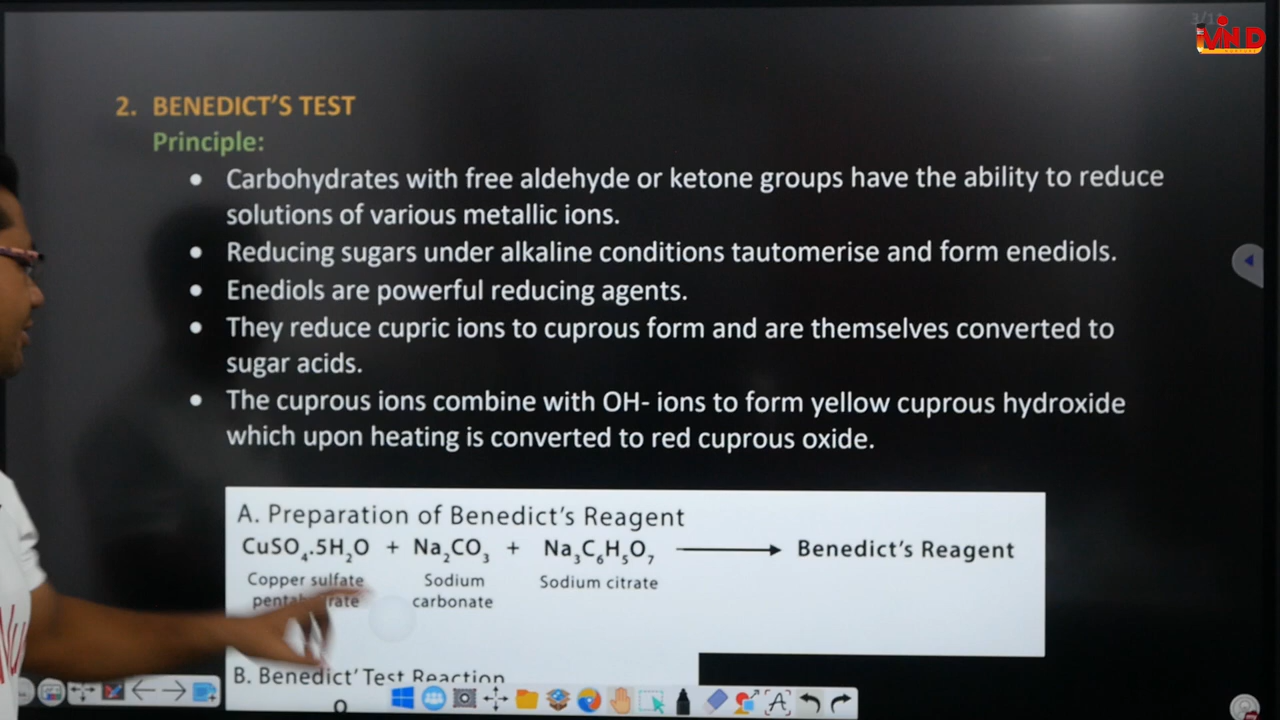 3/11
VIN D
2. BENEDICT'S TEST
Principle:
• Carbohydrates with free aldehyde or ketone groups have the ability to reduce
solutions of various metallic ions.
• Reducing sugars under alkaline conditions tautomerise and form enediols.
• Enediols are powerful reducing agents.
• They reduce cupric ions to cuprous form and are themselves converted to
sugar acids.
• The cuprous ions combine with OH- ions to form yellow cuprous hydroxide
which upon heating is converted to red cuprous oxide.
A. Preparation of Benedict's Reagent
CuSO₄.5H₂O + Na₂CO₃ + Na₃C₆H₅O₇ ⟶ Benedict's Reagent
Copper sulfate Sodium Sodium citrate
carbonate
B. Benedict' Test Reaction
O